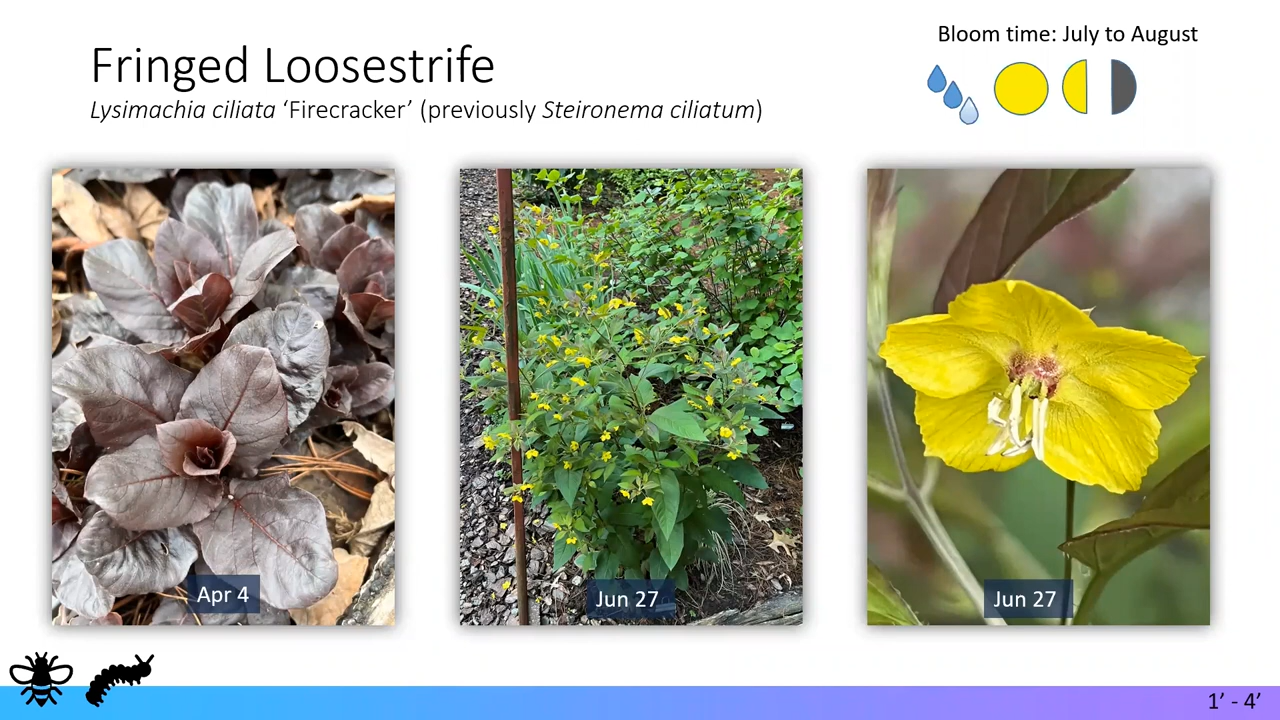 Bloom time: July to August
Fringed Loosestrife
Lysimachia ciliata ‘Firecracker’ (previously Steironema ciliatum)
Apr 4
Jun 27
Jun 27
1’ - 4’